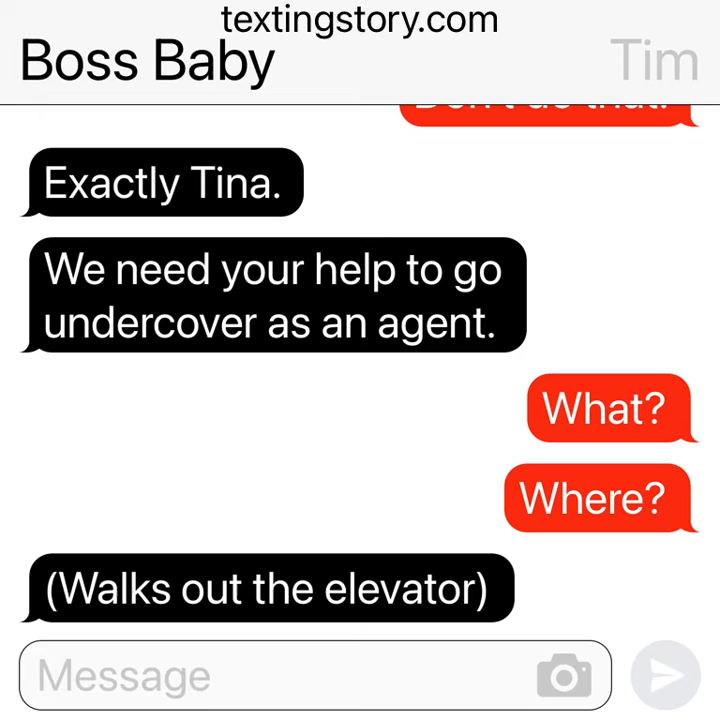 textingstory.com
Boss Baby
Tim
Exactly Tina.
We need your help to go
undercover as an agent.
What?
Where?
(Walks out the elevator)
Message